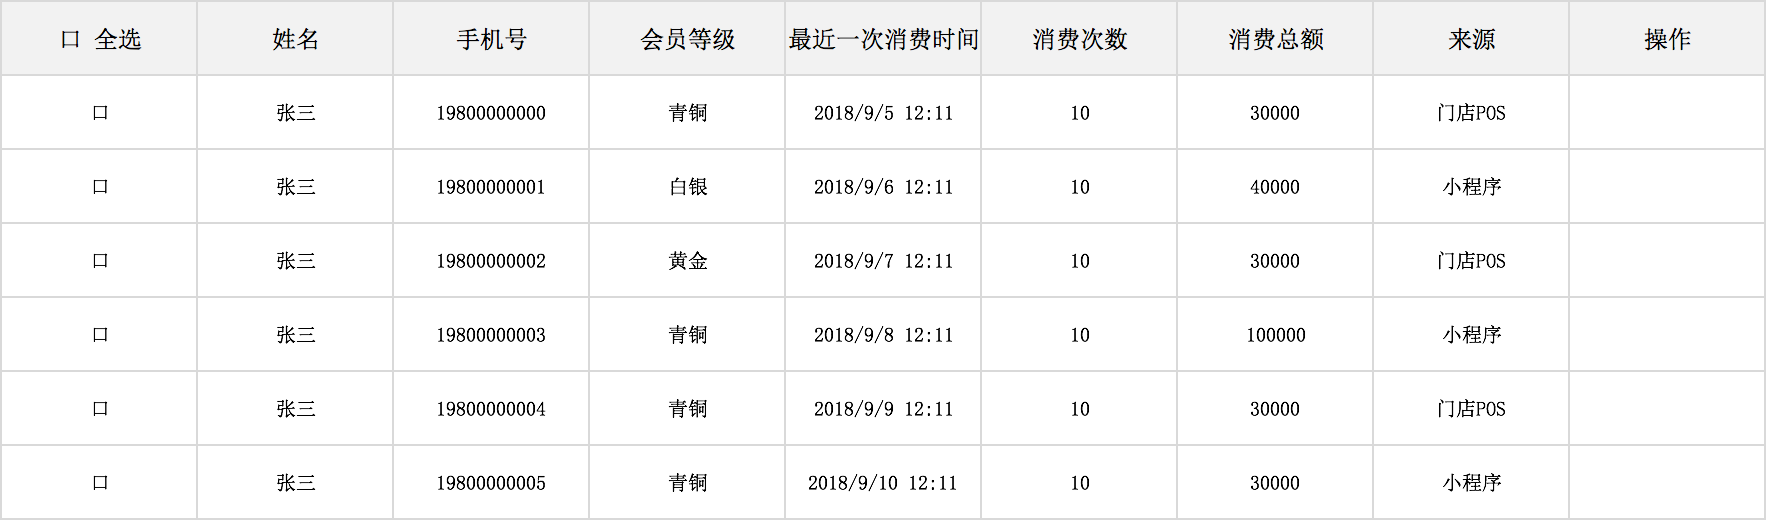 口 全选 姓名 手机号 会员等级 最近一次消费时间 消费次数 消费总额 来源 操作
口 张三 19800000000 青铜 2018/9/5 12:11 10 30000 门店POS
口 张三 19800000001 白银 2018/9/6 12:11 10 40000 小程序
口 张三 19800000002 黄金 2018/9/7 12:11 10 30000 门店POS
口 张三 19800000003 青铜 2018/9/8 12:11 10 100000 小程序
口 张三 19800000004 青铜 2018/9/9 12:11 10 30000 门店POS
口 张三 19800000005 青铜 2018/9/10 12:11 10 30000 小程序